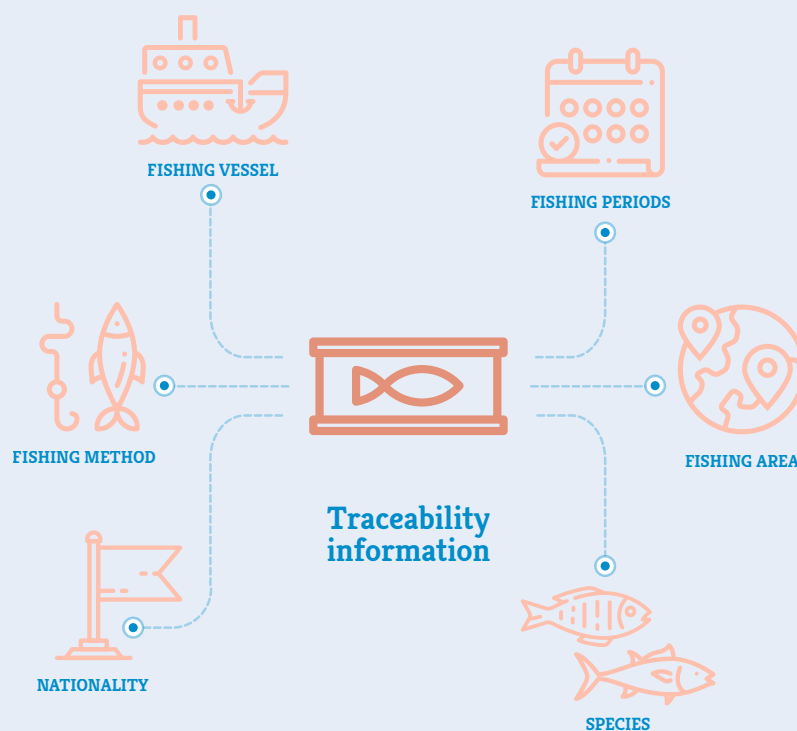 FISHING VESSEL
FISHING PERIODS
FISHING METHOD
FISHING AREA
Traceability
information
NATIONALITY
SPECIES